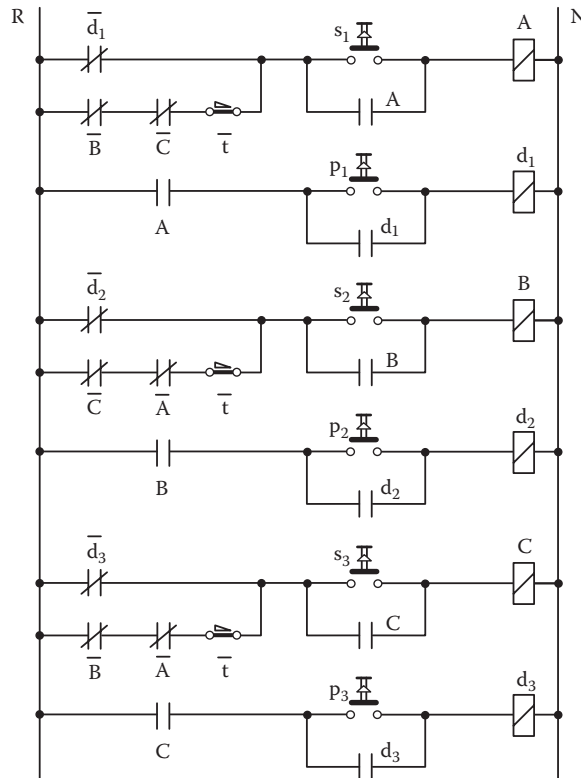 R N
d̅₁ s₁ A
A
B̅ C̅ t̅
p₁ d₁
A d₁
d̅₂ s₂ B
B
C̅ A̅ t̅
p₂ d₂
B d₂
d̅₃ s₃ C
C
B̅ A̅ t̅
p₃ d₃
C d₃